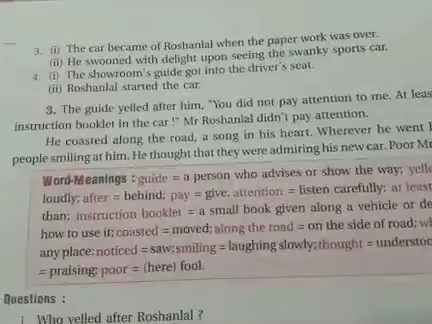 3. (i) The car became of Roshanlal when the paper work was over.
(ii) He swooned with delight upon seeing the swanky sports car.
4. (i) The showroom's guide got into the driver's seat.
(ii) Roshanlal started the car.
3. The guide yelled after him, "You did not pay attention to me. At leas
instruction booklet in the car !" Mr Roshanlal didn't pay attention.
He coasted along the road, a song in his heart. Wherever he went
people smiling at him. He thought that they were admiring his new car. Poor Mr
Word-Meanings : guide = a person who advises or show the way; yelle
loudly; after = behind; pay = give; attention = listen carefully; at least
than; instruction booklet = a small book given along a vehicle or de
how to use it; coasted = moved; along the road = on the side of road; w
any place; noticed = saw; smiling = laughing slowly; thought = understoo
= praising; poor = (here) fool.
Questions :
1. Who yelled after Roshanlal ?